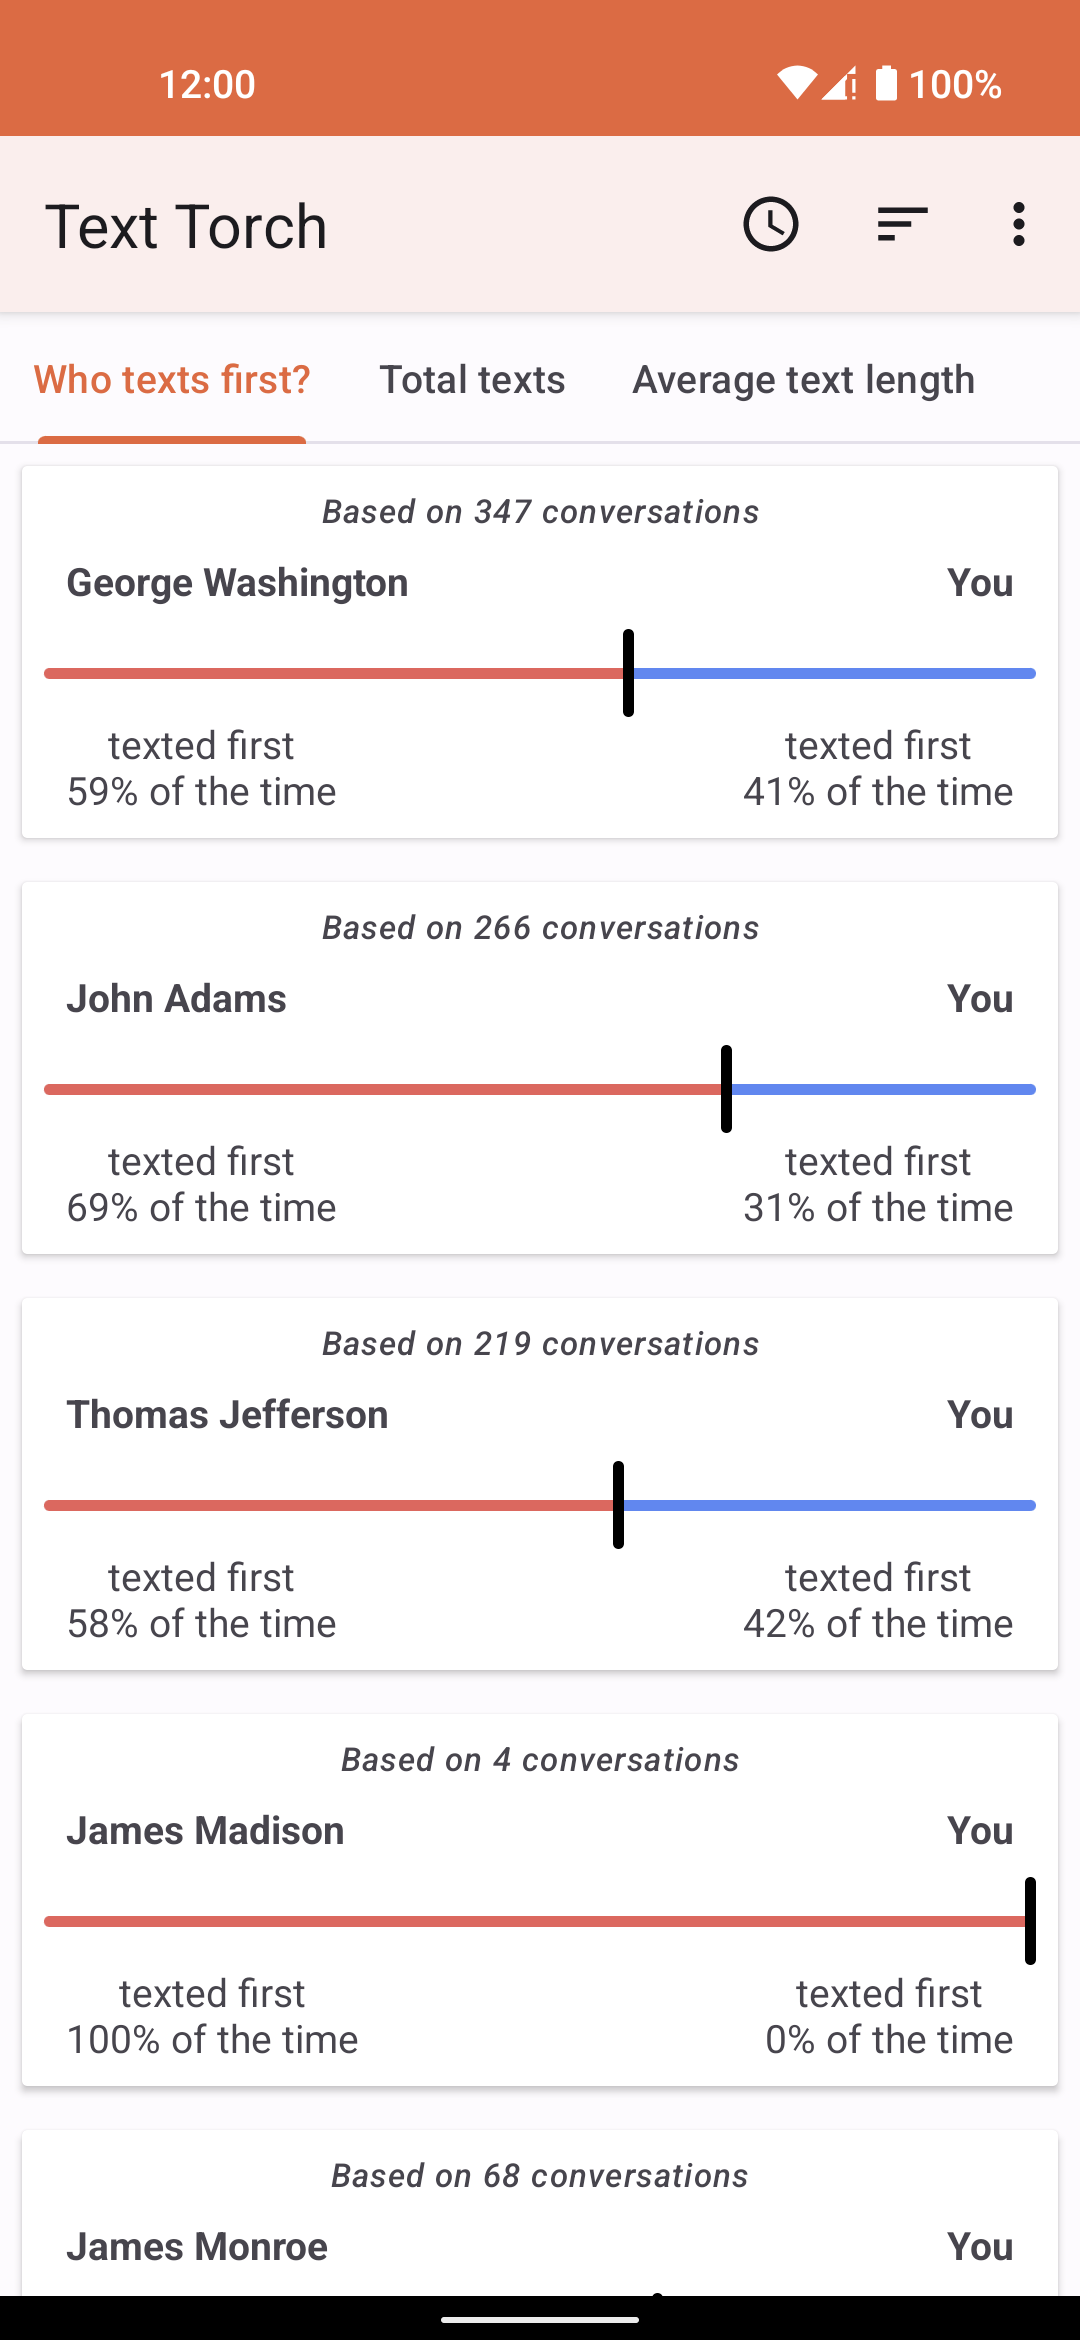 12:00 100%
Text Torch
Who texts first? Total texts Average text length
Based on 347 conversations
George Washington You
texted first texted first
59% of the time 41% of the time
Based on 266 conversations
John Adams You
texted first texted first
69% of the time 31% of the time
Based on 219 conversations
Thomas Jefferson You
texted first texted first
58% of the time 42% of the time
Based on 4 conversations
James Madison You
texted first texted first
100% of the time 0% of the time
Based on 68 conversations
James Monroe You